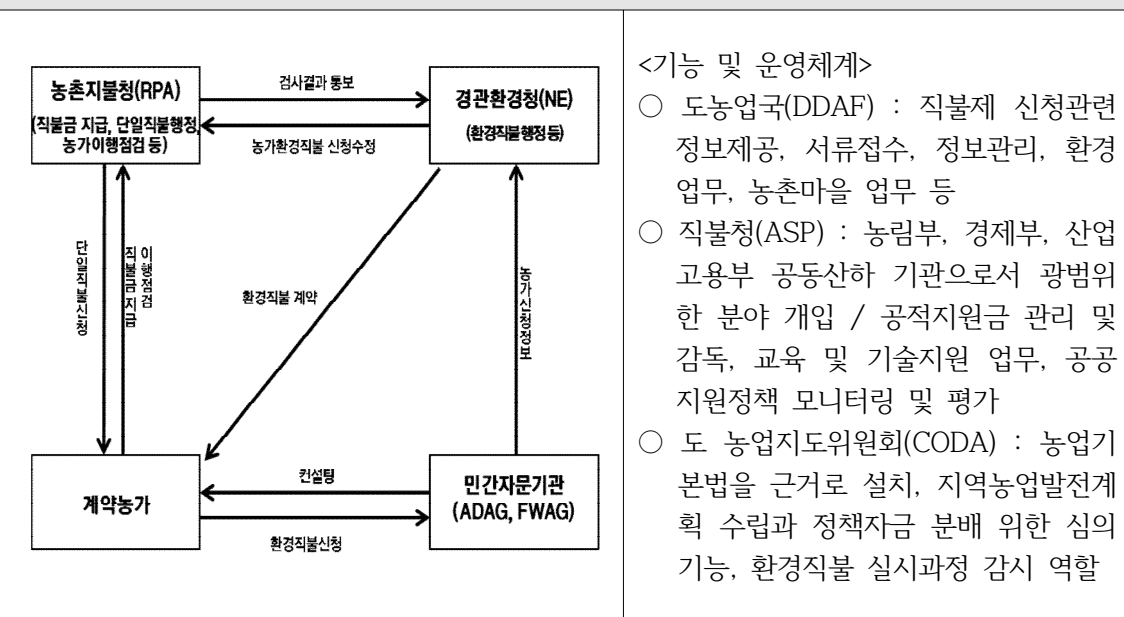 농촌지불청(RPA)
(직불금 지급, 단일직불행정,
농가이행점검 등)
검사결과 통보
농가환경직불 신청수정
경관환경청(NE)
(환경직불행정 등)
단일직불신청
직불금 지급
이행점검
환경직불 계약
농가신청정보
계약농가
컨설팅
환경직불신청
민간자문기관
(ADAG, FWAG)
<기능 및 운영체계>
○ 도농업국(DDAF) : 직불제 신청관련
정보제공, 서류접수, 정보관리, 환경
업무, 농촌마을 업무 등
○ 직불청(ASP) : 농림부, 경제부, 산업
고용부 공동산하 기관으로서 광범위
한 분야 개입 / 공적지원금 관리 및
감독, 교육 및 기술지원 업무, 공공
지원정책 모니터링 및 평가
○ 도 농업지도위원회(CODA) : 농업기
본법을 근거로 설치, 지역농업발전계
획 수립과 정책자금 분배 위한 심의
기능, 환경직불 실시과정 감시 역할